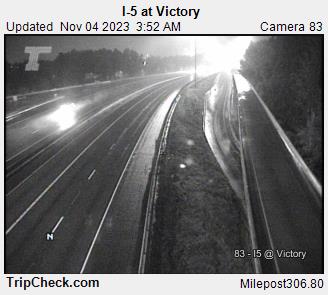 I-5 at Victory
Updated Nov 04 2023 3:52 AM Camera 83
T
N
83 - I5 @ Victory
TripCheck.com Milepost306.80